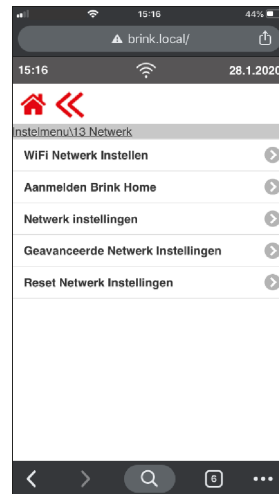 15:16
44%
brink.local/
15:16
28.1.2020
Instelmenu\13 Netwerk
WiFi Netwerk Instellen
Aanmelden Brink Home
Netwerk instellingen
Geavanceerde Netwerk Instellingen
Reset Netwerk Instellingen
6